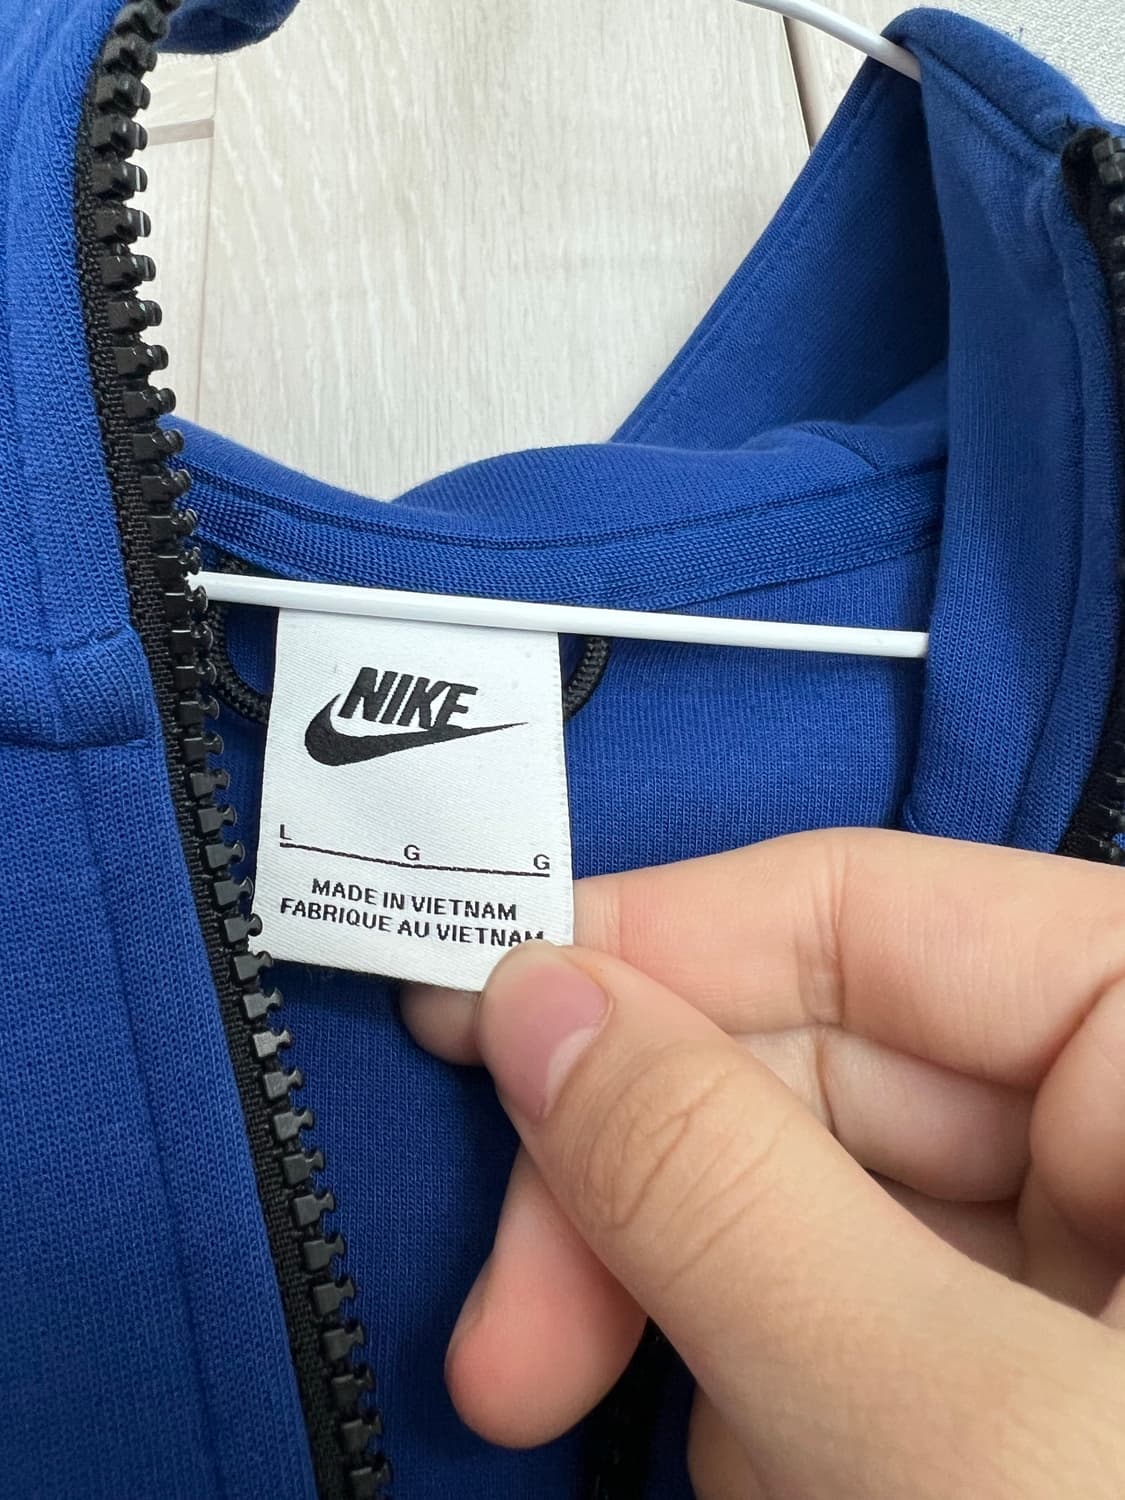 NIKE
L G G
MADE IN VIETNAM
FABRIQUE AU VIETNAM